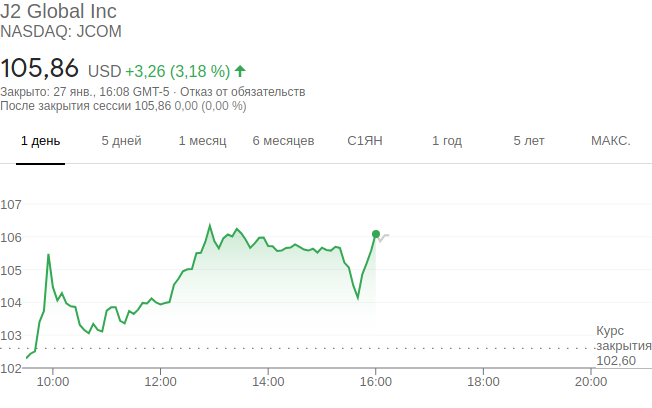 J2 Global Inc
NASDAQ: JCOM
105,86 USD +3,26 (3,18 %)
Закрыто: 27 янв., 16:08 GMT-5 · Отказ от обязательств
После закрытия сессии 105,86 0,00 (0,00 %)
1 день 5 дней 1 месяц 6 месяцев С1ЯН 1 год 5 лет МАКС.
107
106
105
104
103
102
Курс
закрытия
102,60
10:00 12:00 14:00 16:00 18:00 20:00